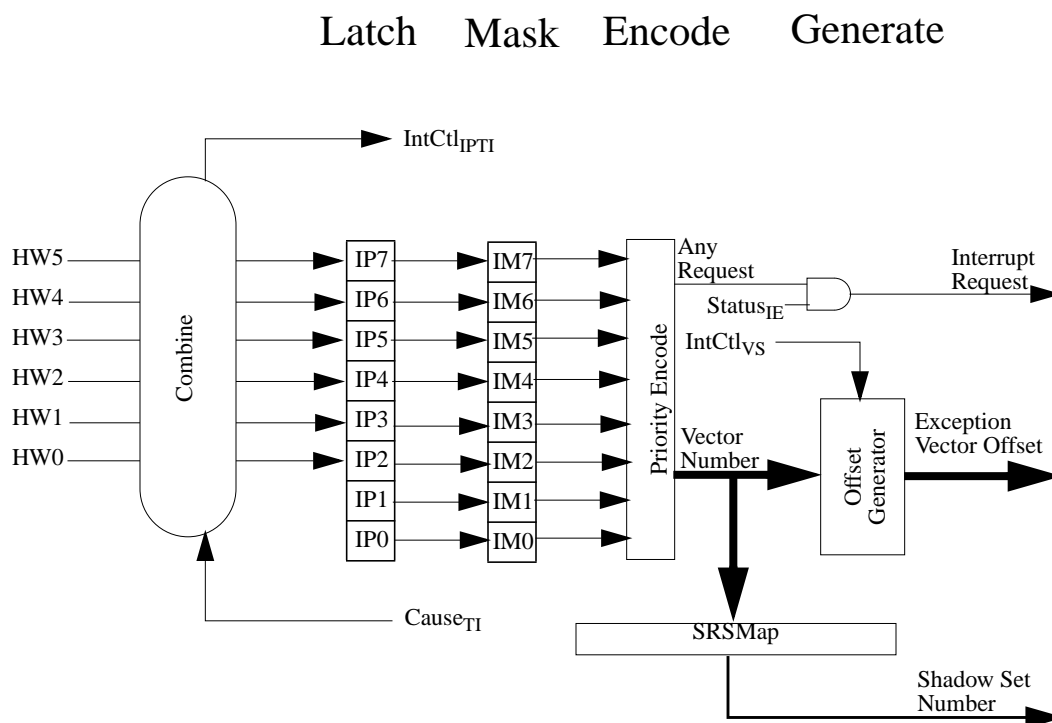 Latch Mask Encode Generate
IntCtlIPTI
HW5
HW4
HW3
HW2
HW1
HW0
Combine
IP7
IP6
IP5
IP4
IP3
IP2
IP1
IP0
IM7
IM6
IM5
IM4
IM3
IM2
IM1
IM0
Priority Encode
Any
Request
StatusIE
Interrupt
Request
IntCtlVS
Vector
Number
Offset
Generator
Exception
Vector Offset
CauseTI
SRSMap
Shadow Set
Number